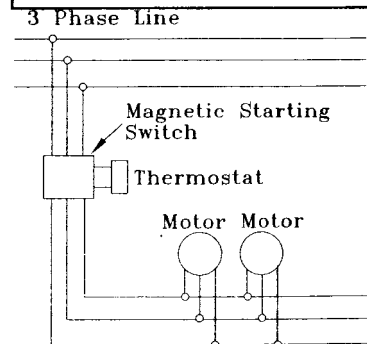 3 Phase Line
Magnetic Starting
Switch
Thermostat
Motor Motor